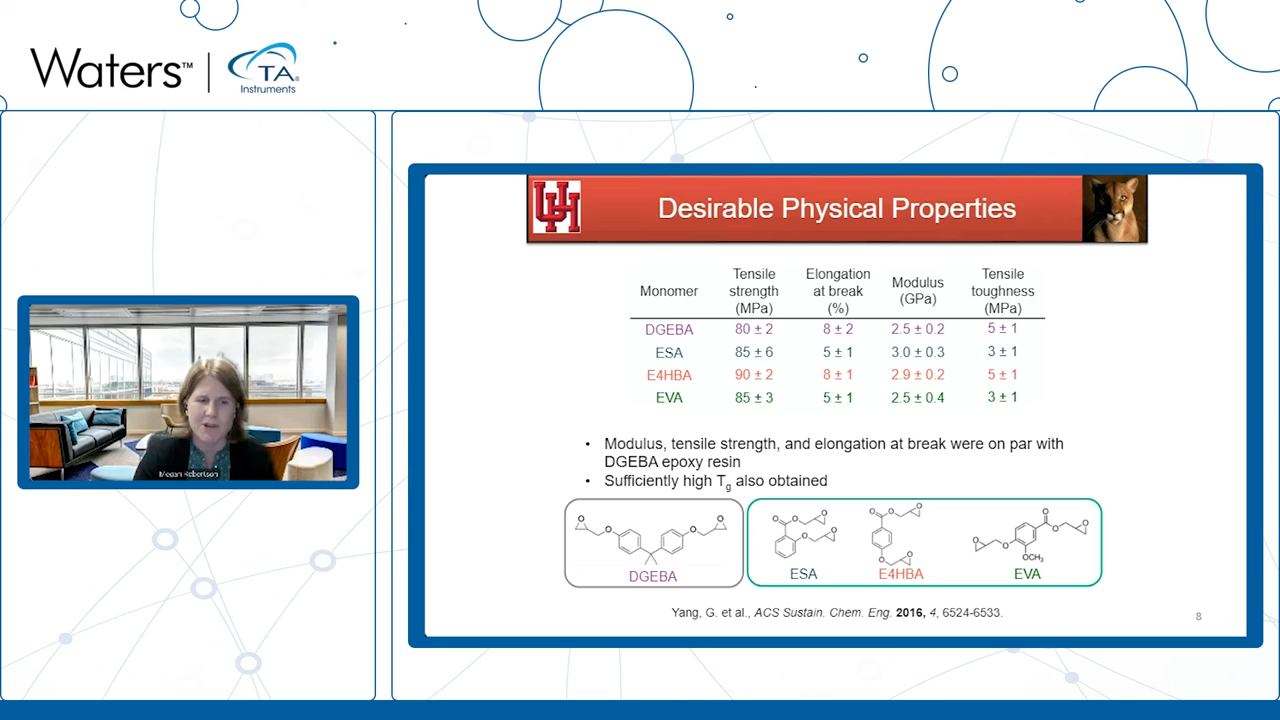 Waters™ | TA® Instruments
UH
Desirable Physical Properties
Monomer Tensile strength (MPa) Elongation at break (%) Modulus (GPa) Tensile toughness (MPa)
DGEBA 80 ± 2 8 ± 2 2.5 ± 0.2 5 ± 1
ESA 85 ± 6 5 ± 1 3.0 ± 0.3 3 ± 1
E4HBA 90 ± 2 8 ± 1 2.9 ± 0.2 5 ± 1
EVA 85 ± 3 5 ± 1 2.5 ± 0.4 3 ± 1
• Modulus, tensile strength, and elongation at break were on par with
DGEBA epoxy resin
• Sufficiently high Tg also obtained
O O O O
DGEBA
O O O O O
ESA
O O O O O
E4HBA
O O O O O OCH3
EVA
Yang, G. et al., ACS Sustain. Chem. Eng. 2016, 4, 6524-6533.
8
Megan Robertson